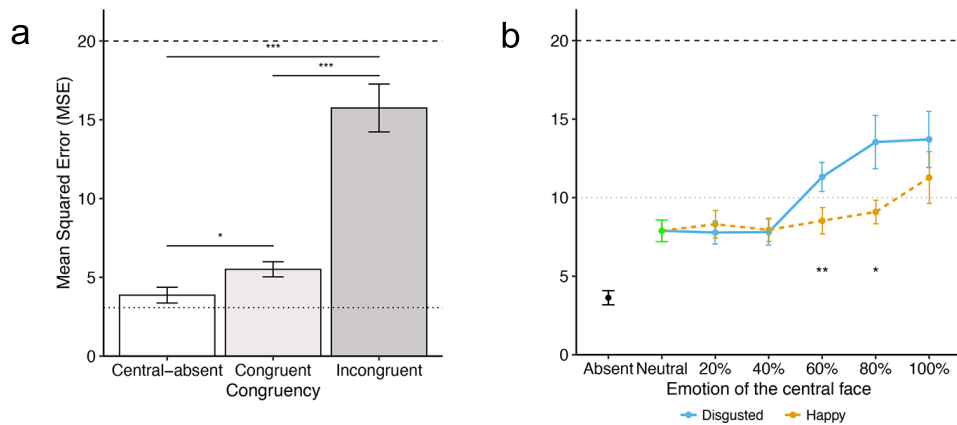 a
Mean Squared Error (MSE)
20
15
10
5
0
***
***
*
Central-absent Congruent Incongruent
Congruency
b
20
15
10
5
0
** *
Absent Neutral 20% 40% 60% 80% 100%
Emotion of the central face
Disgusted Happy